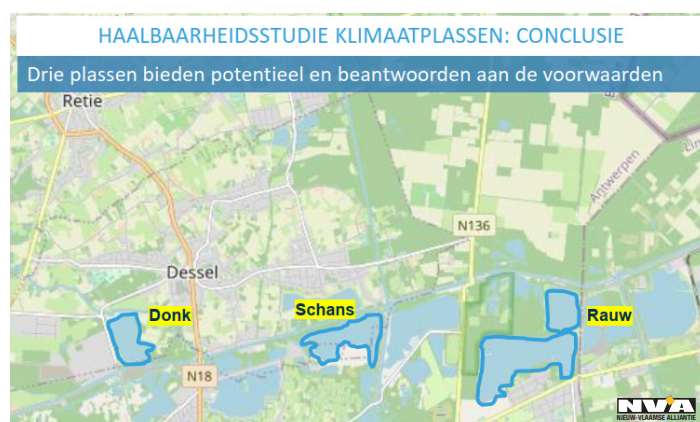 HAALBAARHEIDSSTUDIE KLIMAATPLASSEN: CONCLUSIE
Drie plassen bieden potentieel en beantwoorden aan de voorwaarden
Retie
Antwerpen
N136
Dessel
Donk
Schans
Rauw
N18
N-VA
NIEUW-VLAAMSE ALLIANTIE